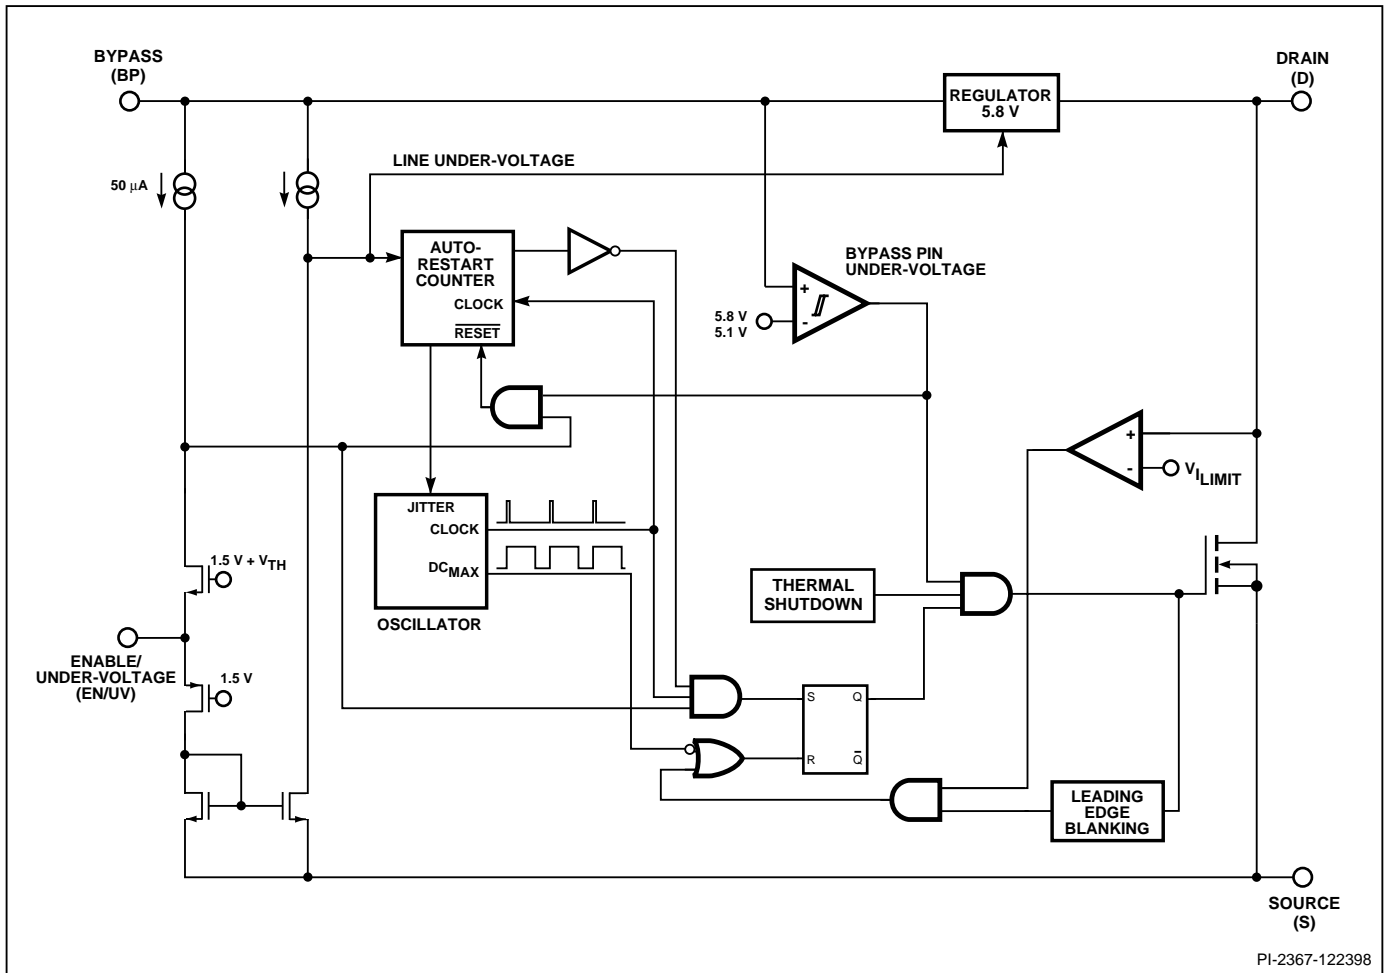 BYPASS
(BP)
DRAIN
(D)
REGULATOR
5.8 V
LINE UNDER-VOLTAGE
50 µA
AUTO-
RESTART
COUNTER
CLOCK
RESET
BYPASS PIN
UNDER-VOLTAGE
+
-
5.8 V
5.1 V
+
-
VILIMIT
JITTER
CLOCK
DCMAX
OSCILLATOR
1.5 V + VTH
THERMAL
SHUTDOWN
ENABLE/
UNDER-VOLTAGE
(EN/UV)
1.5 V
S
Q
R
Q̅
LEADING
EDGE
BLANKING
SOURCE
(S)
PI-2367-122398